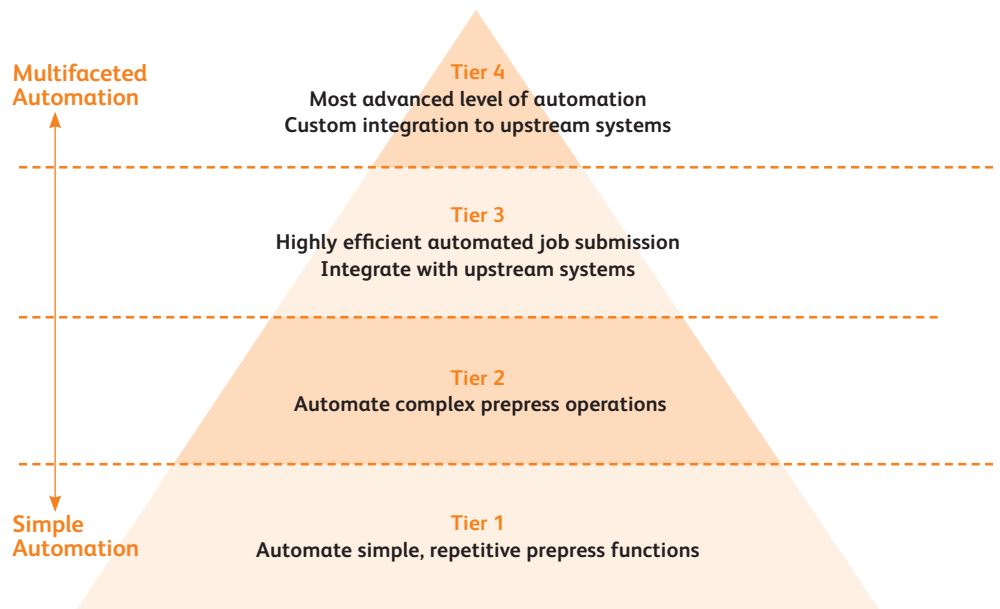 Multifaceted
Automation
Tier 4
Most advanced level of automation
Custom integration to upstream systems
Tier 3
Highly efficient automated job submission
Integrate with upstream systems
Tier 2
Automate complex prepress operations
Simple
Automation
Tier 1
Automate simple, repetitive prepress functions